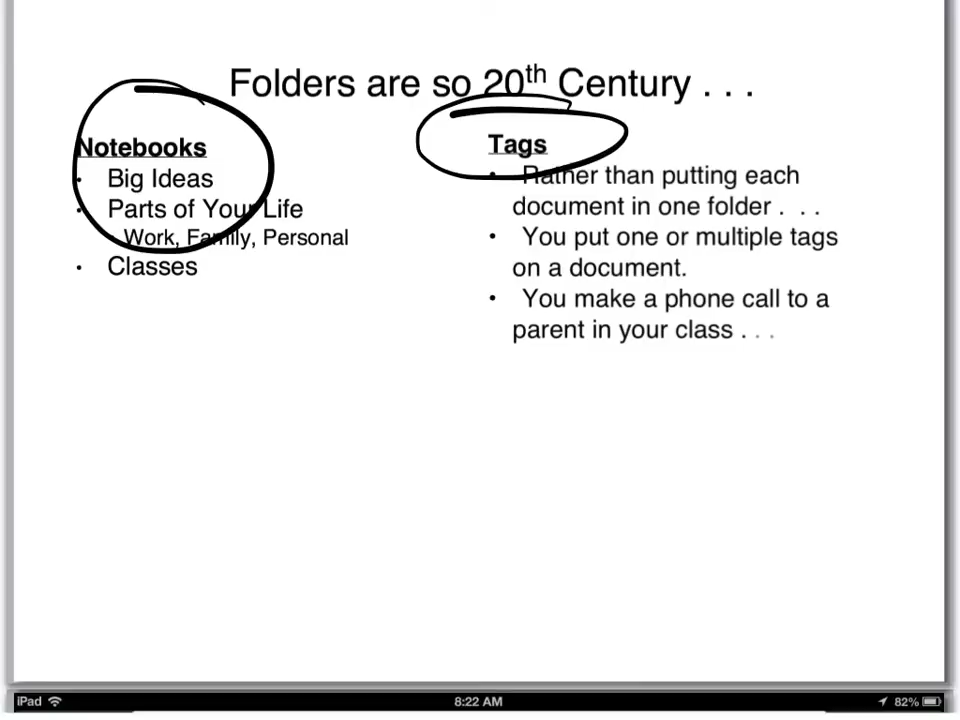 Folders are so 20th Century . . .
Notebooks
• Big Ideas
• Parts of Your Life
• Work, Family, Personal
• Classes
Tags
• Rather than putting each
document in one folder . . .
• You put one or multiple tags
on a document.
• You make a phone call to a
parent in your class . . .
iPad 8:22 AM 82%